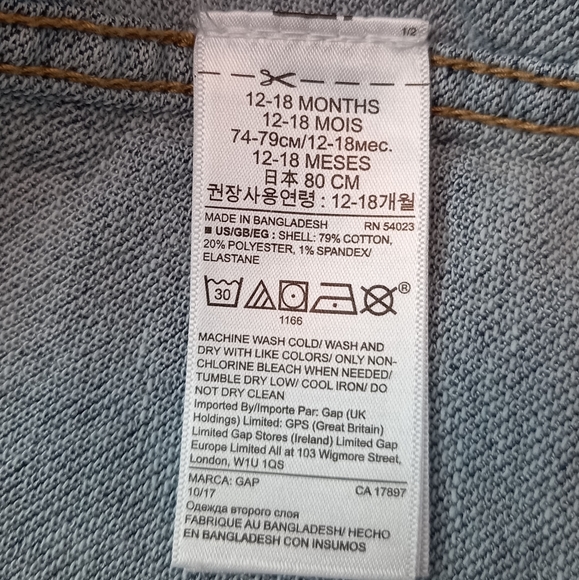 1/2
12-18 MONTHS
12-18 MOIS
74-79см/12-18мес.
12-18 MESES
日本 80 CM
권장사용연령 : 12-18개월
MADE IN BANGLADESH RN 54023
■ US/GB/EG : SHELL: 79% COTTON,
20% POLYESTER, 1% SPANDEX/
ELASTANE
30
®
1166
MACHINE WASH COLD/ WASH AND
DRY WITH LIKE COLORS/ ONLY NON-
CHLORINE BLEACH WHEN NEEDED/
TUMBLE DRY LOW/ COOL IRON/ DO
NOT DRY CLEAN
Imported By/Importe Par: Gap (UK
Holdings) Limited: GPS (Great Britain)
Limited Gap Stores (Ireland) Limited Gap
Europe Limited All at 103 Wigmore Street,
London, W1U 1QS
MARCA: GAP
10/17 CA 17897
Одежда второго слоя
FABRIQUE AU BANGLADESH/ HECHO
EN BANGLADESH CON INSUMOS